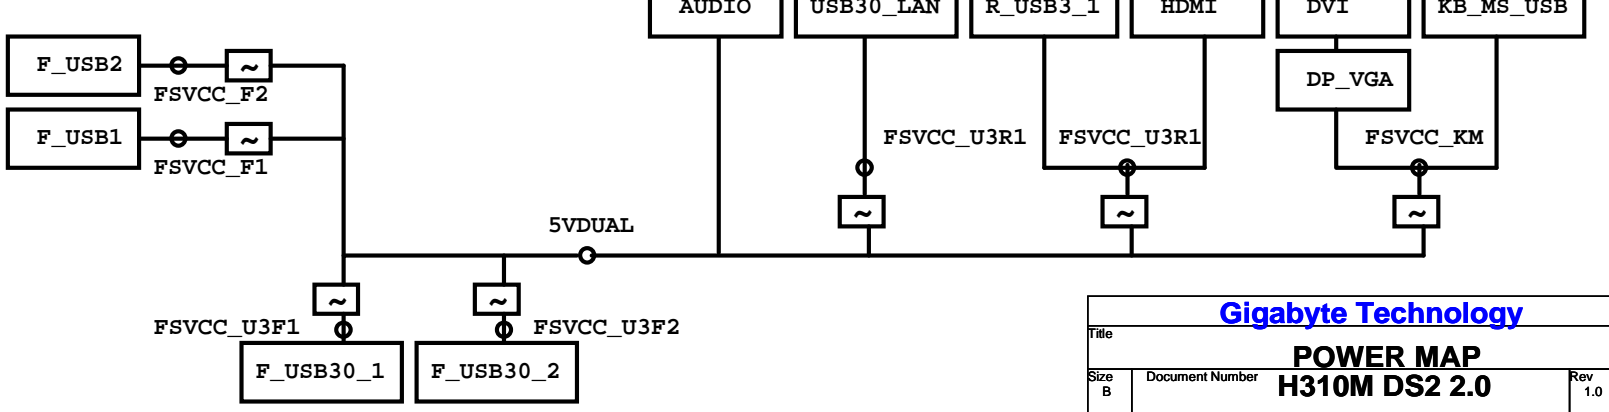 AUDIO
USB30_LAN
R_USB3_1
HDMI
DVI
KB_MS_USB
F_USB2
~
DP_VGA
FSVCC_F2
F_USB1
~
FSVCC_U3R1
FSVCC_U3R1
FSVCC_KM
FSVCC_F1
~
~
~
5VDUAL
~
~
FSVCC_U3F1
FSVCC_U3F2
F_USB30_1
F_USB30_2
Gigabyte Technology
Title
POWER MAP
Size
B
Document Number
H310M DS2 2.0
Rev
1.0